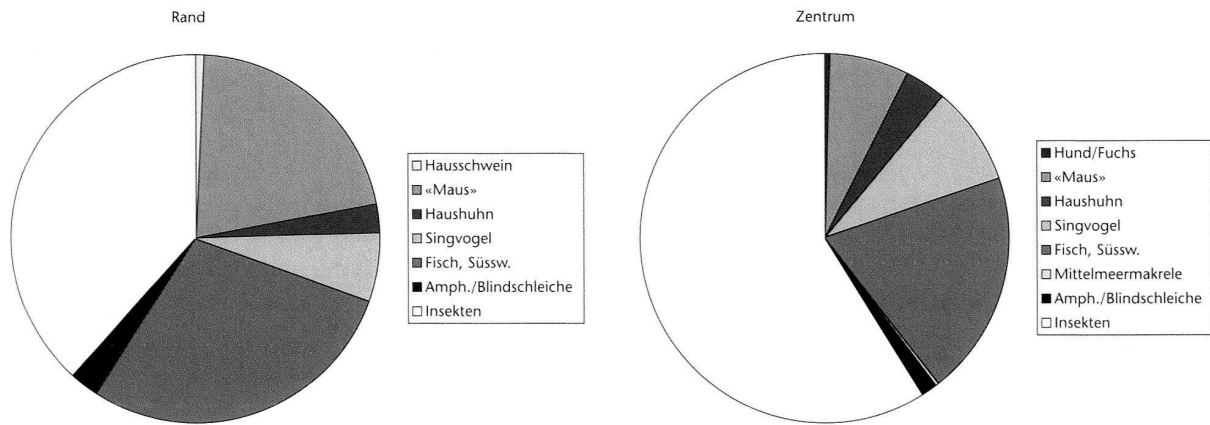 Rand
Hausschwein
«Maus»
Haushuhn
Singvogel
Fisch, Süssw.
Amph./Blindschleiche
Insekten
Zentrum
Hund/Fuchs
«Maus»
Haushuhn
Singvogel
Fisch, Süssw.
Mittelmeermakrele
Amph./Blindschleiche
Insekten